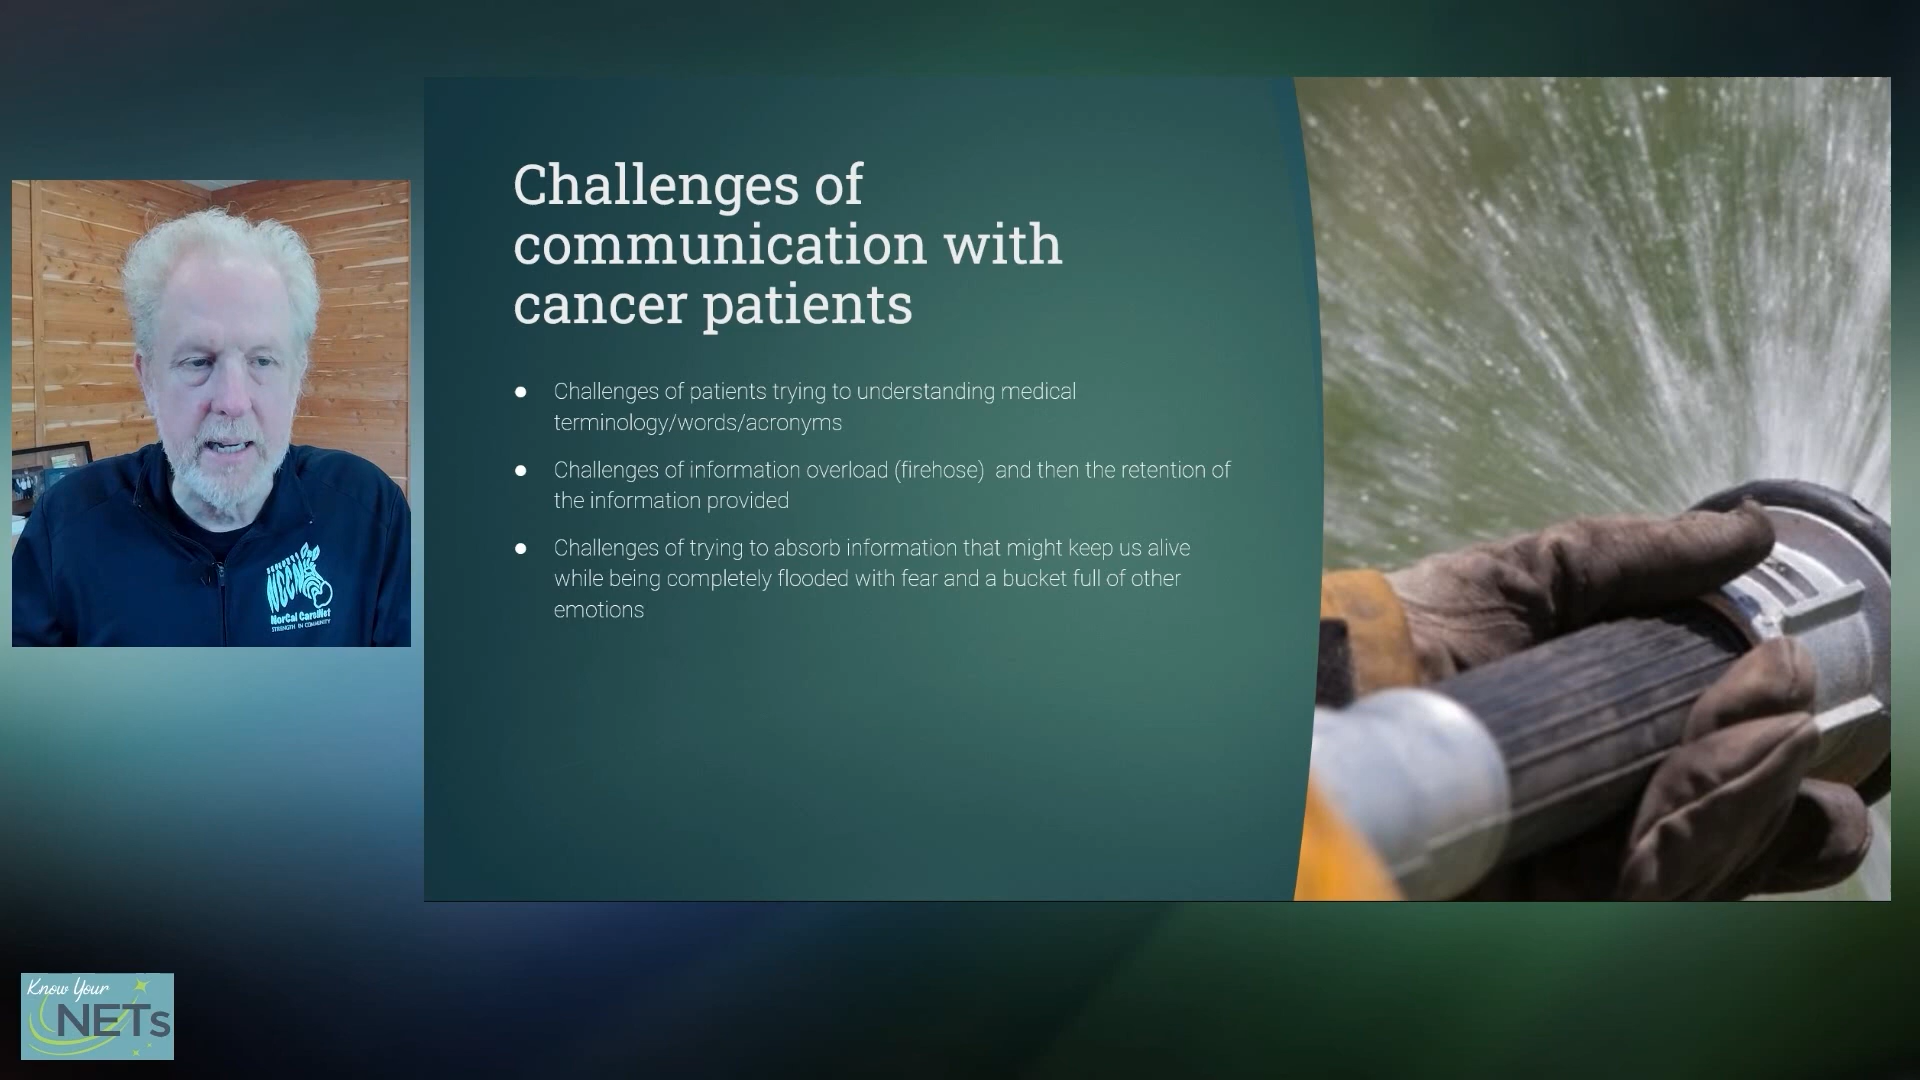 Challenges of
communication with
cancer patients
Challenges of patients trying to understanding medical
terminology/words/acronyms
Challenges of information overload (firehose) and then the retention of
the information provided
Challenges of trying to absorb information that might keep us alive
while being completely flooded with fear and a bucket full of other
emotions
NCCN
NorCal CarciNet
STRENGTH IN COMMUNITY
Know Your
NETs